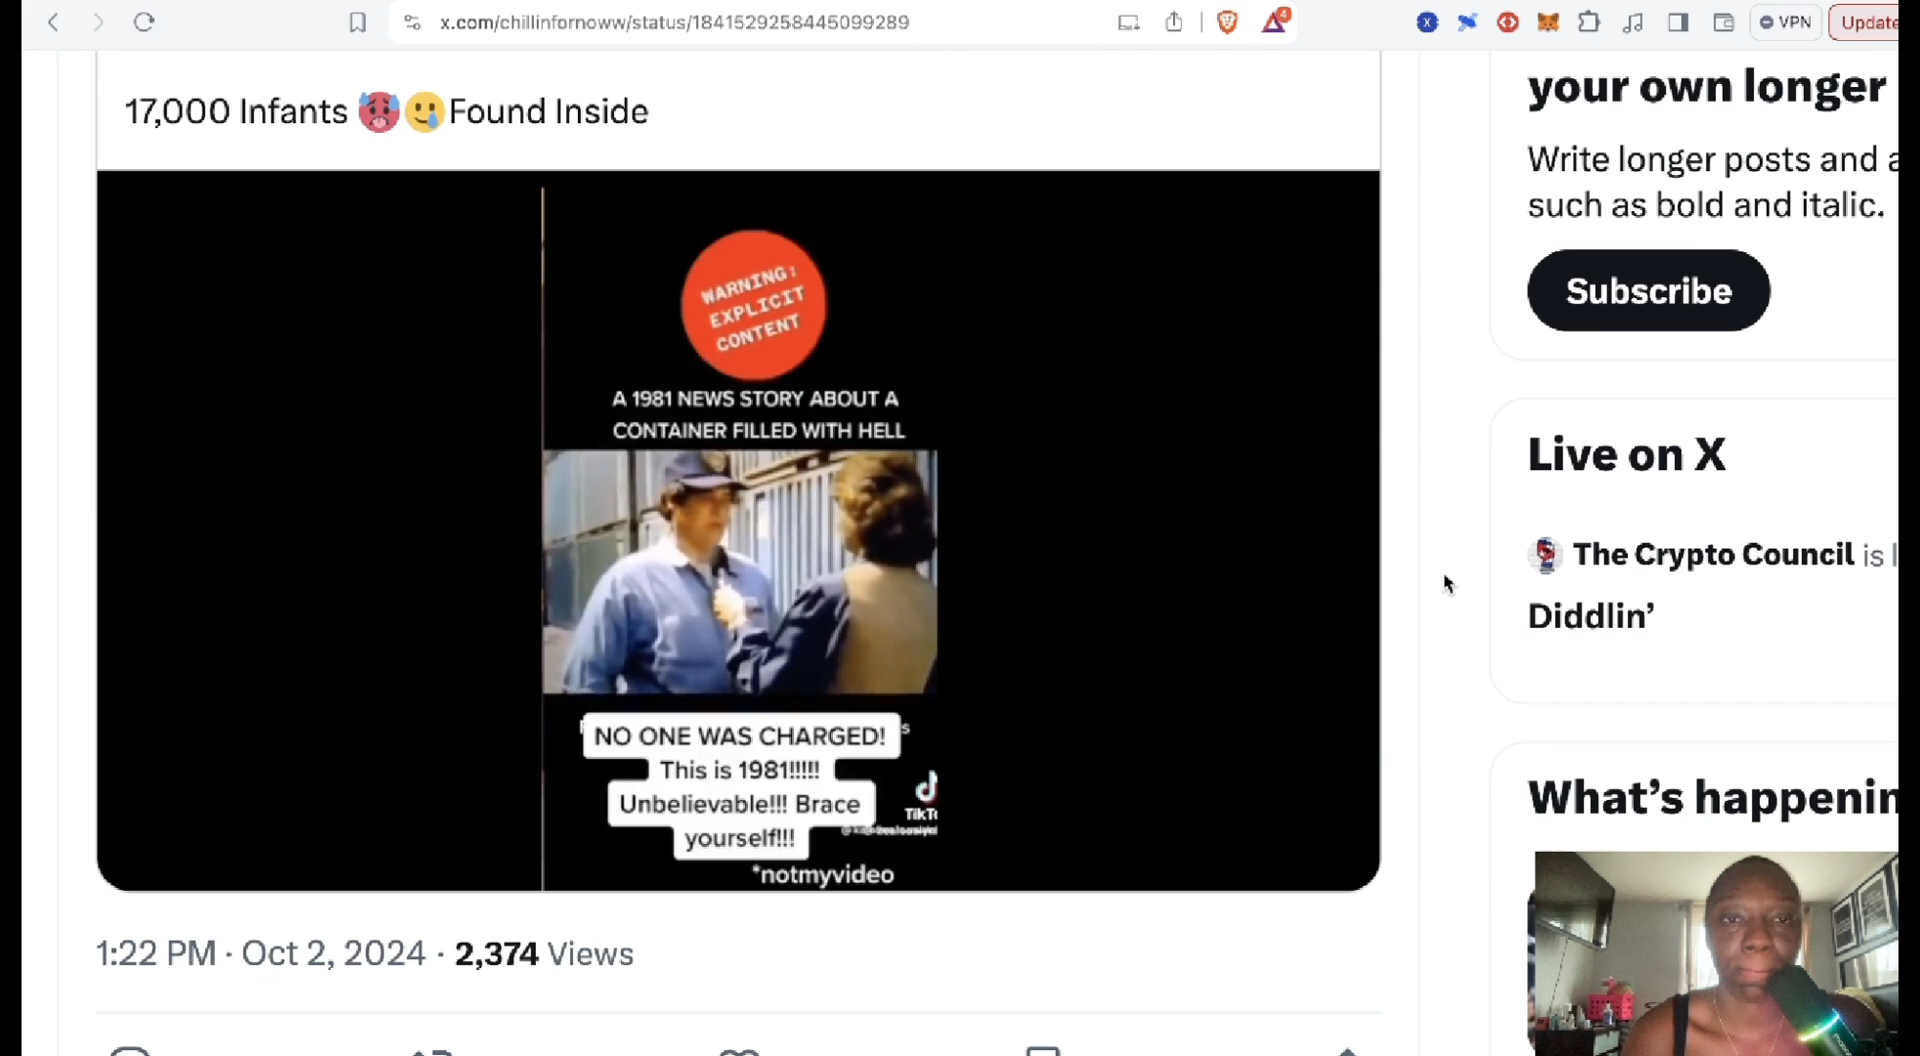 x.com/chillinfornoww/status/1841529258445099289
4
VPN
Update
17,000 Infants 🥵🥲Found Inside
WARNING:
EXPLICIT
CONTENT
A 1981 NEWS STORY ABOUT A
CONTAINER FILLED WITH HELL
NO ONE WAS CHARGED!
This is 1981!!!!!
Unbelievable!!! Brace
yourself!!!
TikTo
*notmyvideo
1:22 PM · Oct 2, 2024 · 2,374 Views
your own longer
Write longer posts and a
such as bold and italic.
Subscribe
Live on X
The Crypto Council is l
Diddlin’
What’s happenin